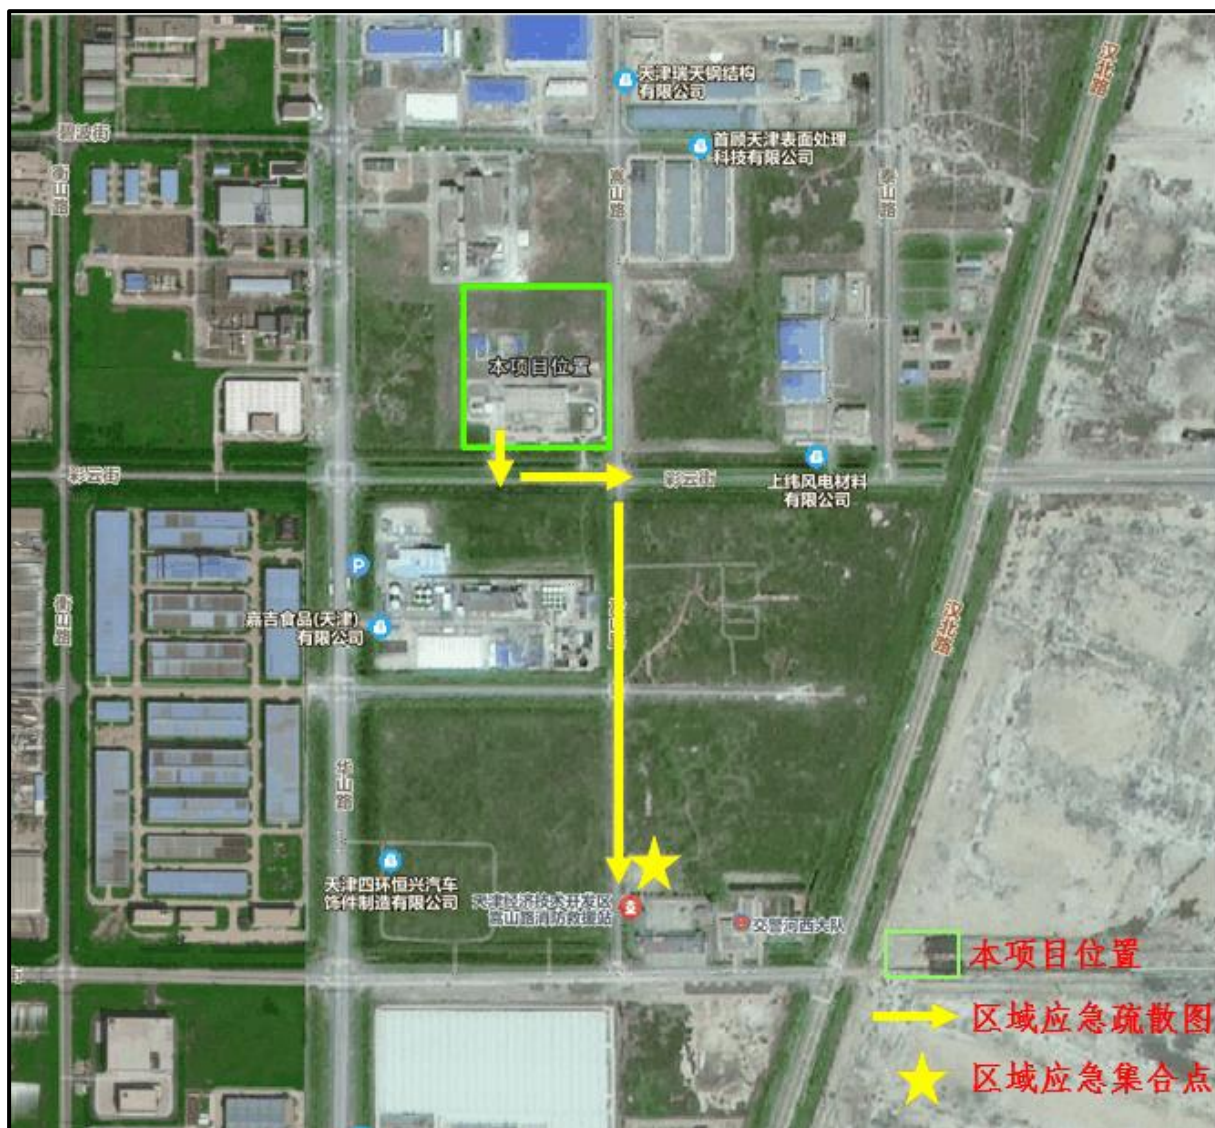 汉北路
天津瑞天钢结构
有限公司
碧波街
首颐天津表面处理
科技有限公司
衡山路
嵩山路
泰山路
本项目位置
彩云街
彩云街
上纬风电材料
有限公司
P
衡山路
嘉吉食品(天津)
有限公司
汉北路
华山路
天津四环恒兴汽车
饰件制造有限公司
天津经济技术开发区
嵩山路消防救援站
交警河西大队
本项目位置
区域应急疏散图
区域应急集合点